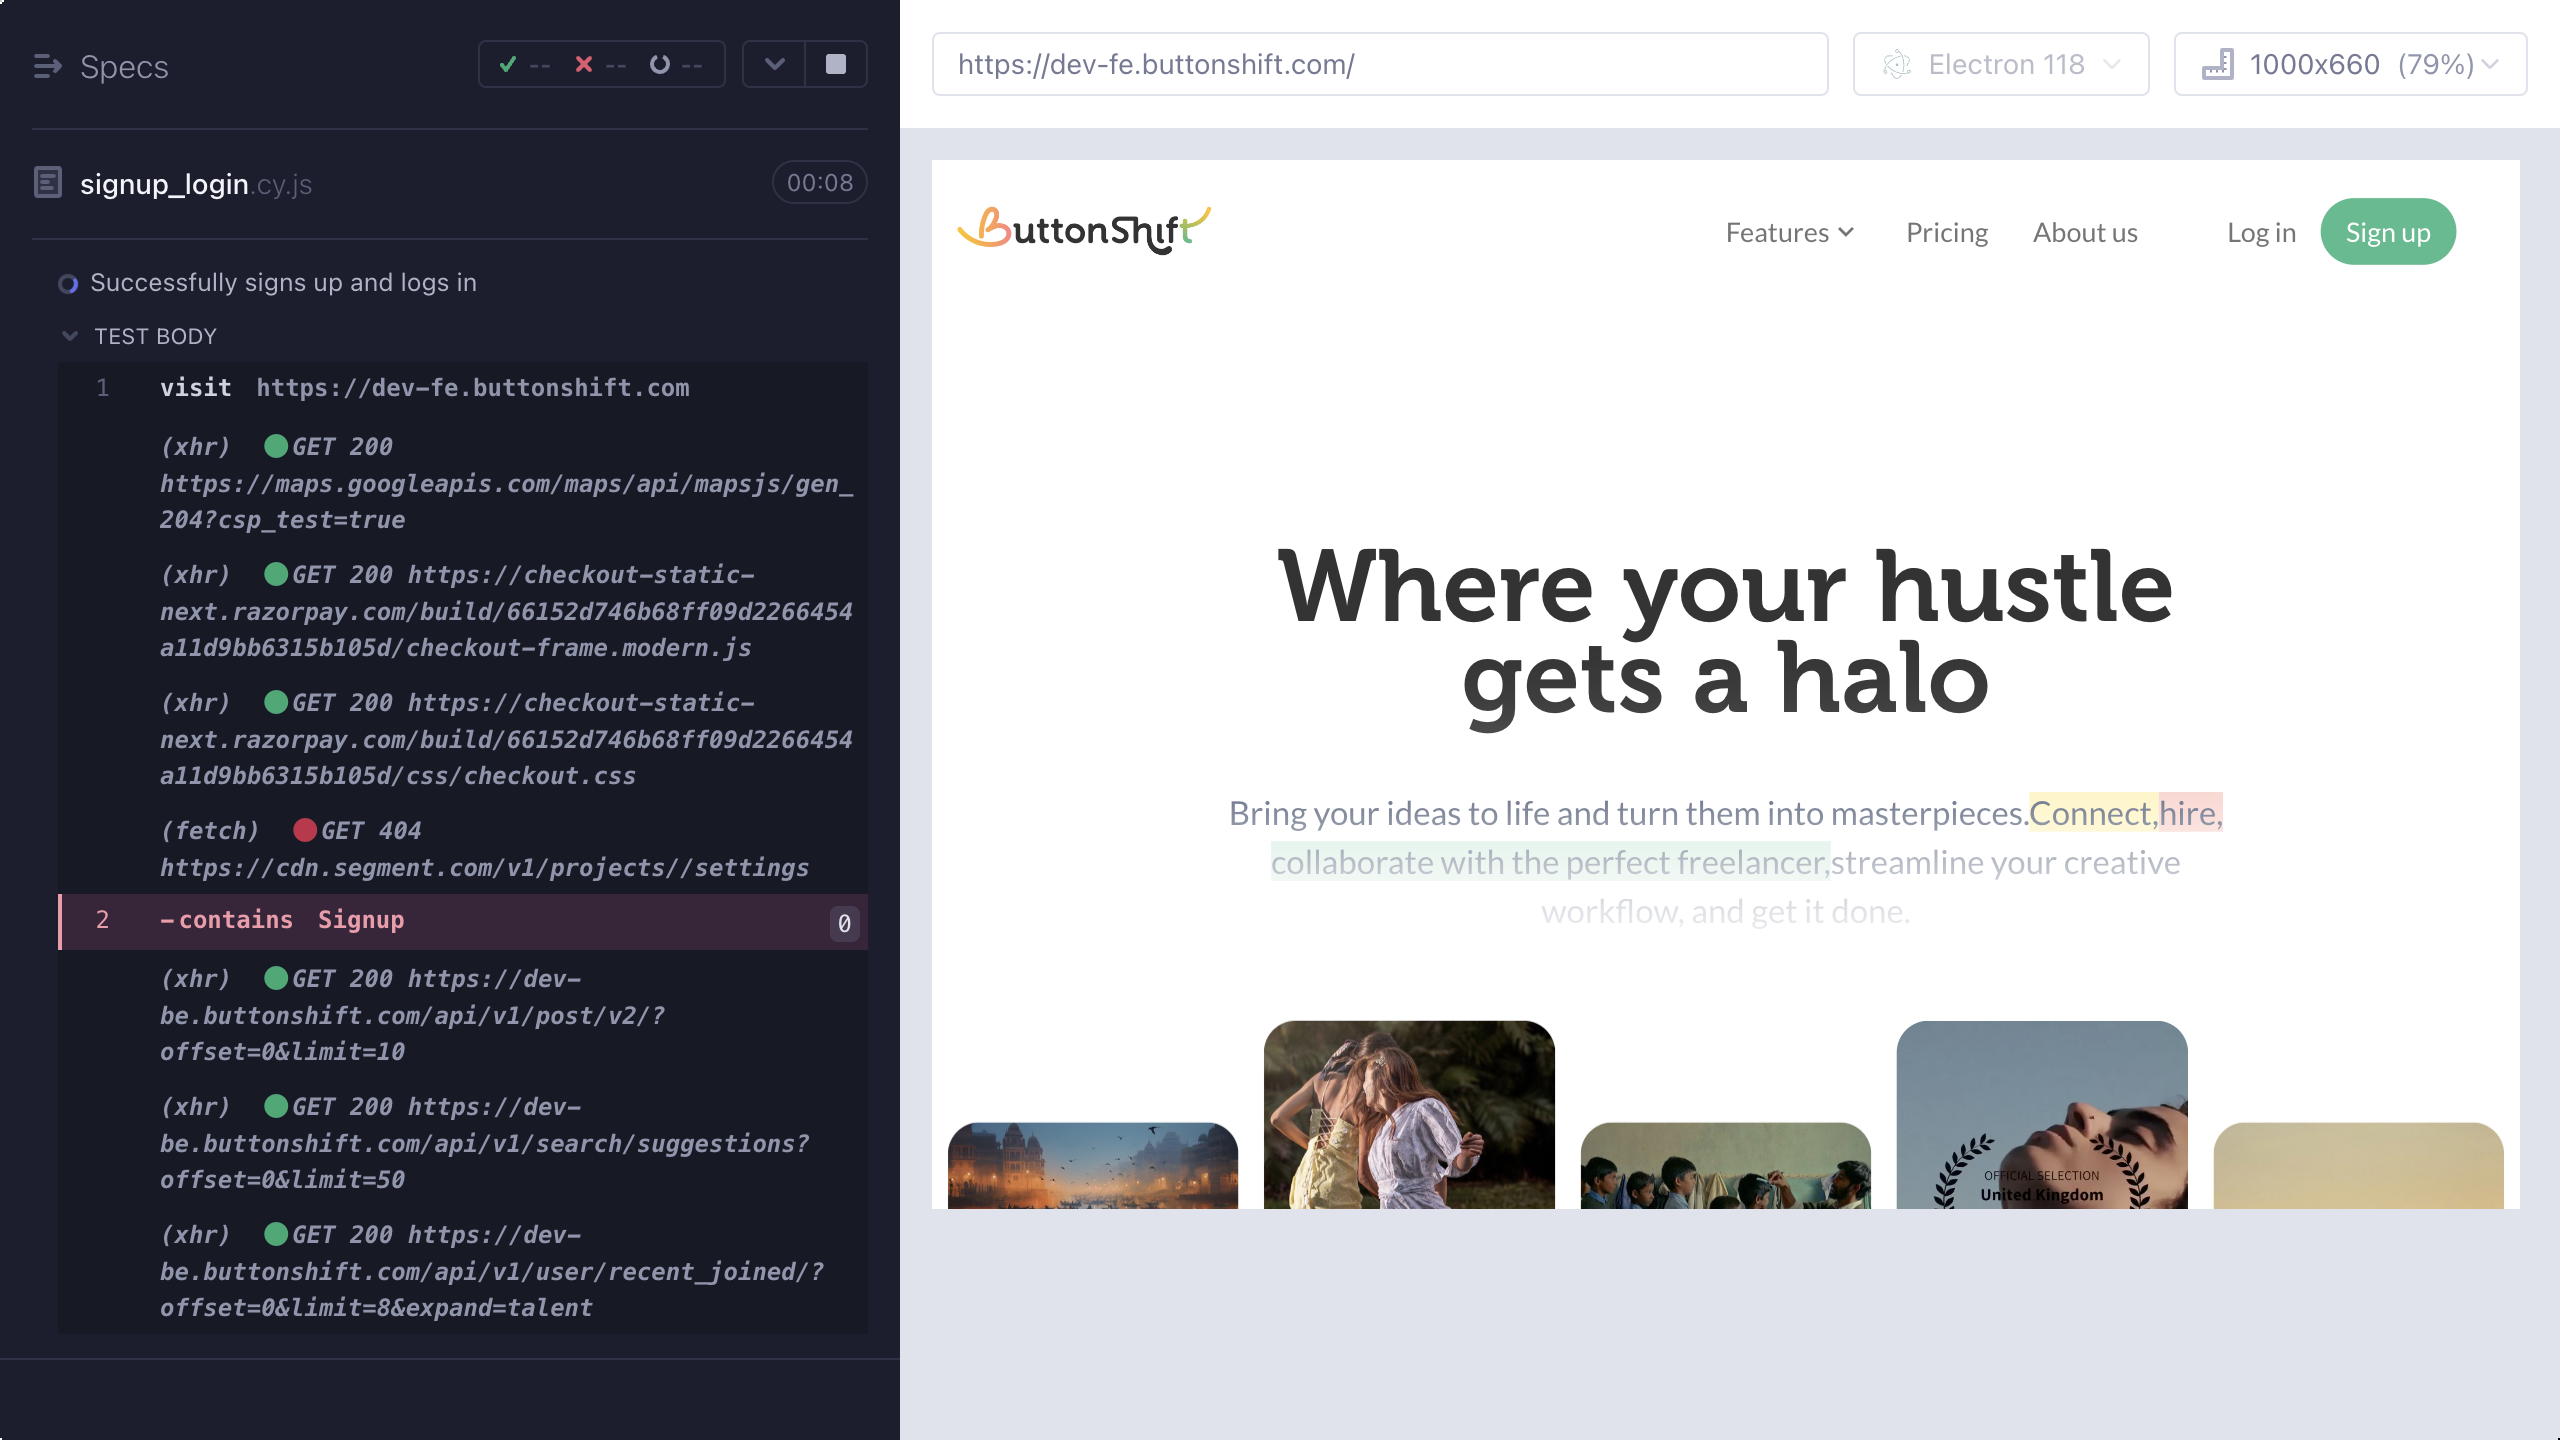 Specs
-- -- --
signup_login.cy.js 00:08
Successfully signs up and logs in
TEST BODY
1 visit https://dev-fe.buttonshift.com
(xhr) GET 200
https://maps.googleapis.com/maps/api/mapsjs/gen_
204?csp_test=true
(xhr) GET 200 https://checkout-static-
next.razorpay.com/build/66152d746b68ff09d2266454
a11d9bb6315b105d/checkout-frame.modern.js
(xhr) GET 200 https://checkout-static-
next.razorpay.com/build/66152d746b68ff09d2266454
a11d9bb6315b105d/css/checkout.css
(fetch) GET 404
https://cdn.segment.com/v1/projects//settings
2 -contains Signup 0
(xhr) GET 200 https://dev-
be.buttonshift.com/api/v1/post/v2/?
offset=0&limit=10
(xhr) GET 200 https://dev-
be.buttonshift.com/api/v1/search/suggestions?
offset=0&limit=50
(xhr) GET 200 https://dev-
be.buttonshift.com/api/v1/user/recent_joined/?
offset=0&limit=8&expand=talent
https://dev-fe.buttonshift.com/ Electron 118 1000x660 (79%)
ButtonShift Features Pricing About us Log in Sign up
Where your hustle
gets a halo
Bring your ideas to life and turn them into masterpieces.Connect,hire,
collaborate with the perfect freelancer,streamline your creative
workflow, and get it done.
OFFICIAL SELECTION
United Kingdom